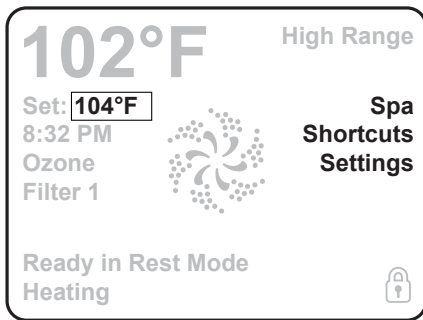 102°F
High Range
Set: 104°F
Spa
8:32 PM
Shortcuts
Ozone
Settings
Filter 1
Ready in Rest Mode
Heating